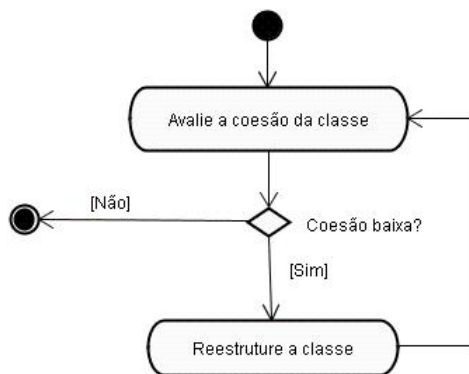 Avalie a coesão da classe
[Não]
Coesão baixa?
[Sim]
Reestruture a classe